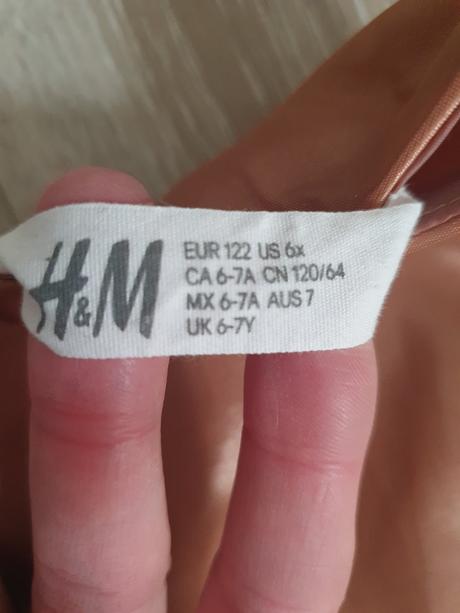 H&M
EUR 122 US 6x
CA 6-7A CN 120/64
MX 6-7A AUS 7
UK 6-7Y